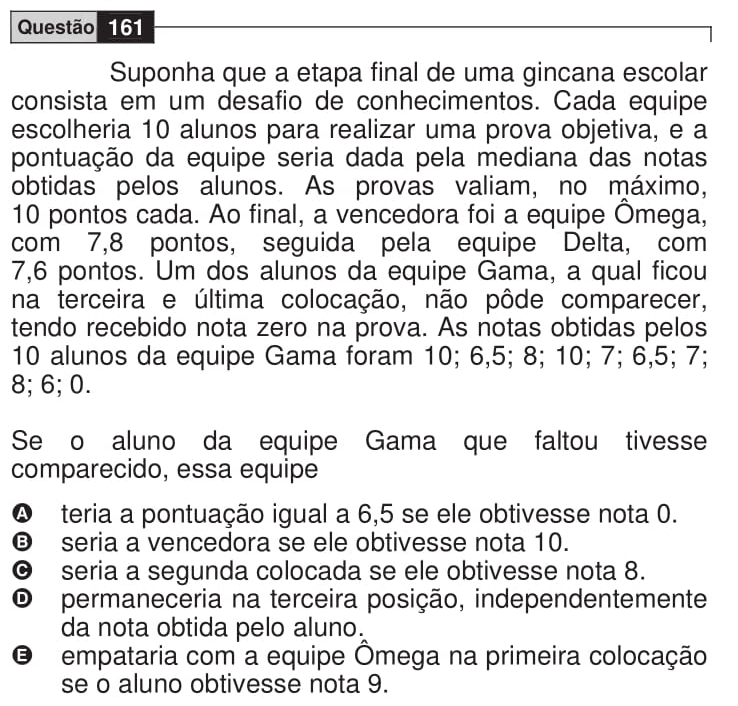 Questão 161
Suponha que a etapa final de uma gincana escolar
consista em um desafio de conhecimentos. Cada equipe
escolheria 10 alunos para realizar uma prova objetiva, e a
pontuação da equipe seria dada pela mediana das notas
obtidas pelos alunos. As provas valiam, no máximo,
10 pontos cada. Ao final, a vencedora foi a equipe Ômega,
com 7,8 pontos, seguida pela equipe Delta, com
7,6 pontos. Um dos alunos da equipe Gama, a qual ficou
na terceira e última colocação, não pôde comparecer,
tendo recebido nota zero na prova. As notas obtidas pelos
10 alunos da equipe Gama foram 10; 6,5; 8; 10; 7; 6,5; 7;
8; 6; 0.
Se o aluno da equipe Gama que faltou tivesse
comparecido, essa equipe
A teria a pontuação igual a 6,5 se ele obtivesse nota 0.
B seria a vencedora se ele obtivesse nota 10.
C seria a segunda colocada se ele obtivesse nota 8.
D permaneceria na terceira posição, independentemente
da nota obtida pelo aluno.
E empataria com a equipe Ômega na primeira colocação
se o aluno obtivesse nota 9.